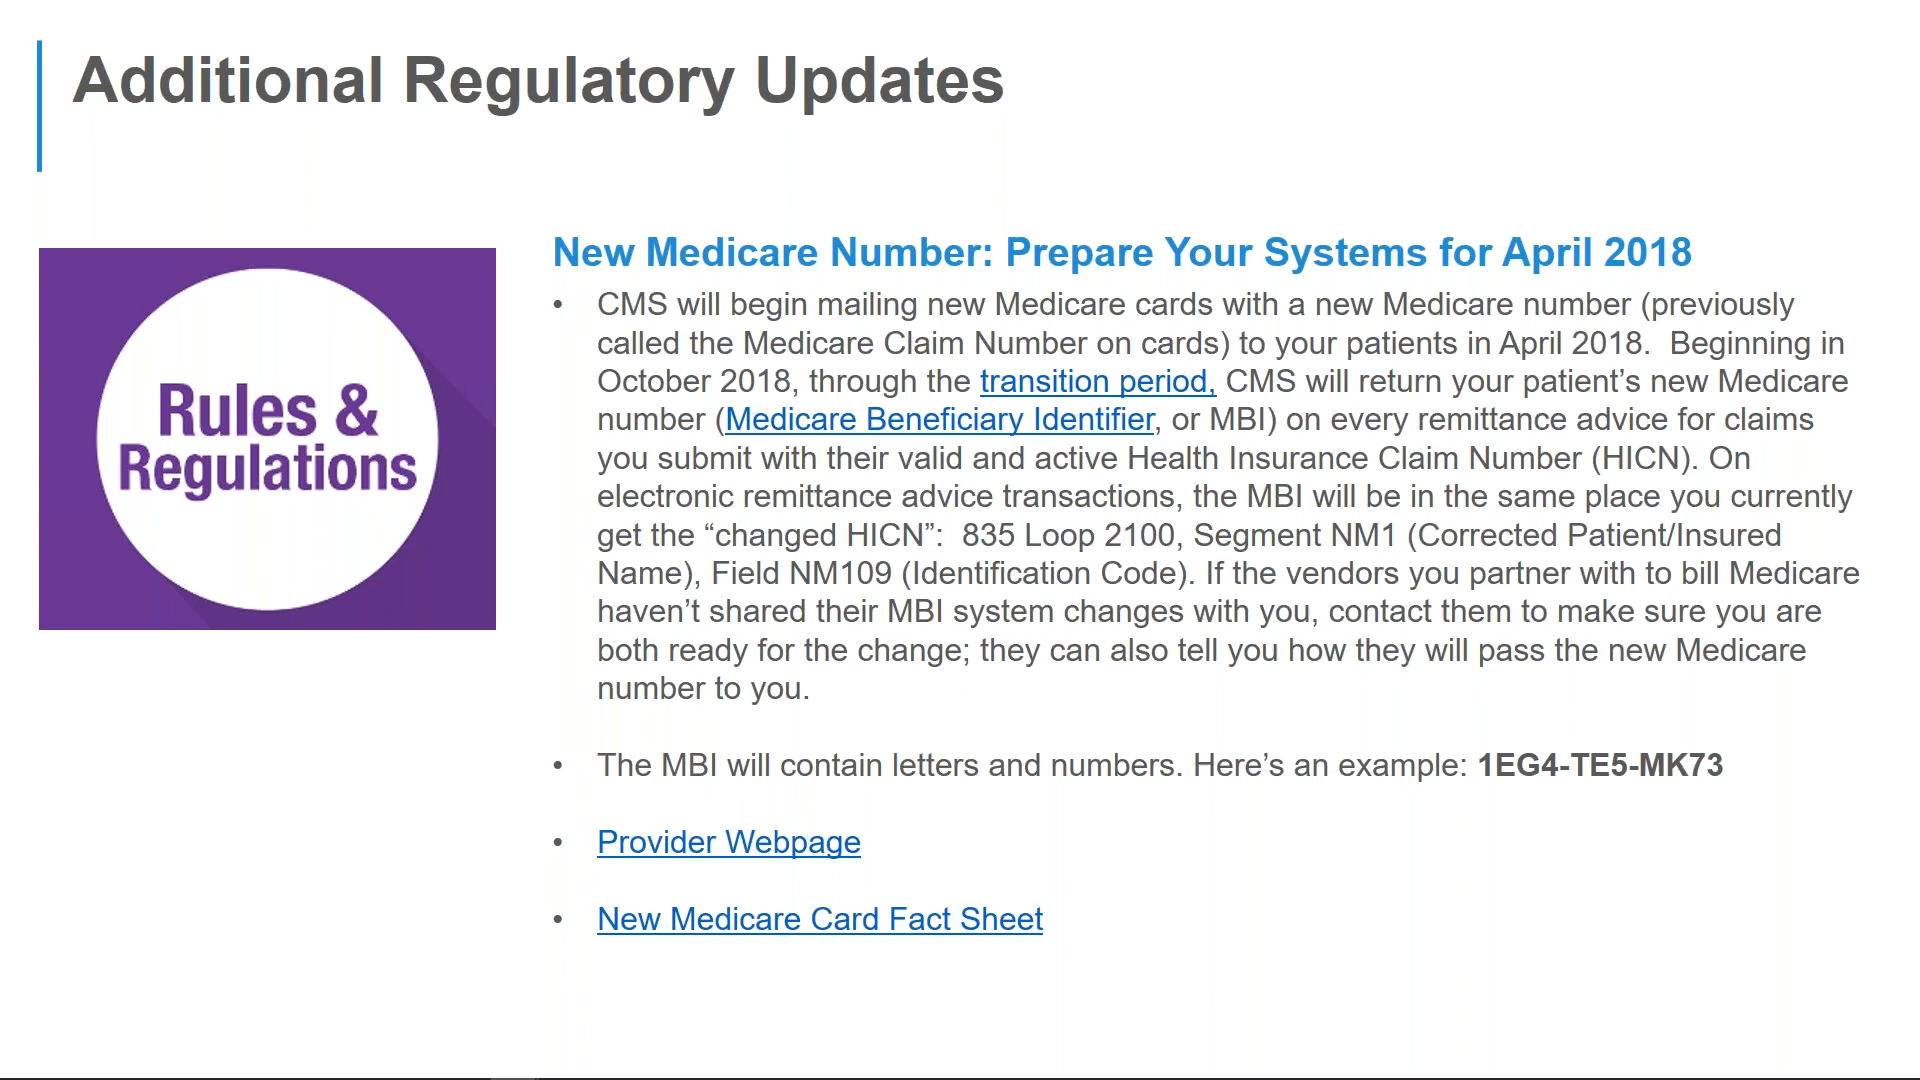 Additional Regulatory Updates
Rules &
Regulations
New Medicare Number: Prepare Your Systems for April 2018
• CMS will begin mailing new Medicare cards with a new Medicare number (previously
called the Medicare Claim Number on cards) to your patients in April 2018.  Beginning in
October 2018, through the transition period, CMS will return your patient’s new Medicare
number (Medicare Beneficiary Identifier, or MBI) on every remittance advice for claims
you submit with their valid and active Health Insurance Claim Number (HICN). On
electronic remittance advice transactions, the MBI will be in the same place you currently
get the “changed HICN”:  835 Loop 2100, Segment NM1 (Corrected Patient/Insured
Name), Field NM109 (Identification Code). If the vendors you partner with to bill Medicare
haven’t shared their MBI system changes with you, contact them to make sure you are
both ready for the change; they can also tell you how they will pass the new Medicare
number to you.
• The MBI will contain letters and numbers. Here’s an example: 1EG4-TE5-MK73
• Provider Webpage
• New Medicare Card Fact Sheet